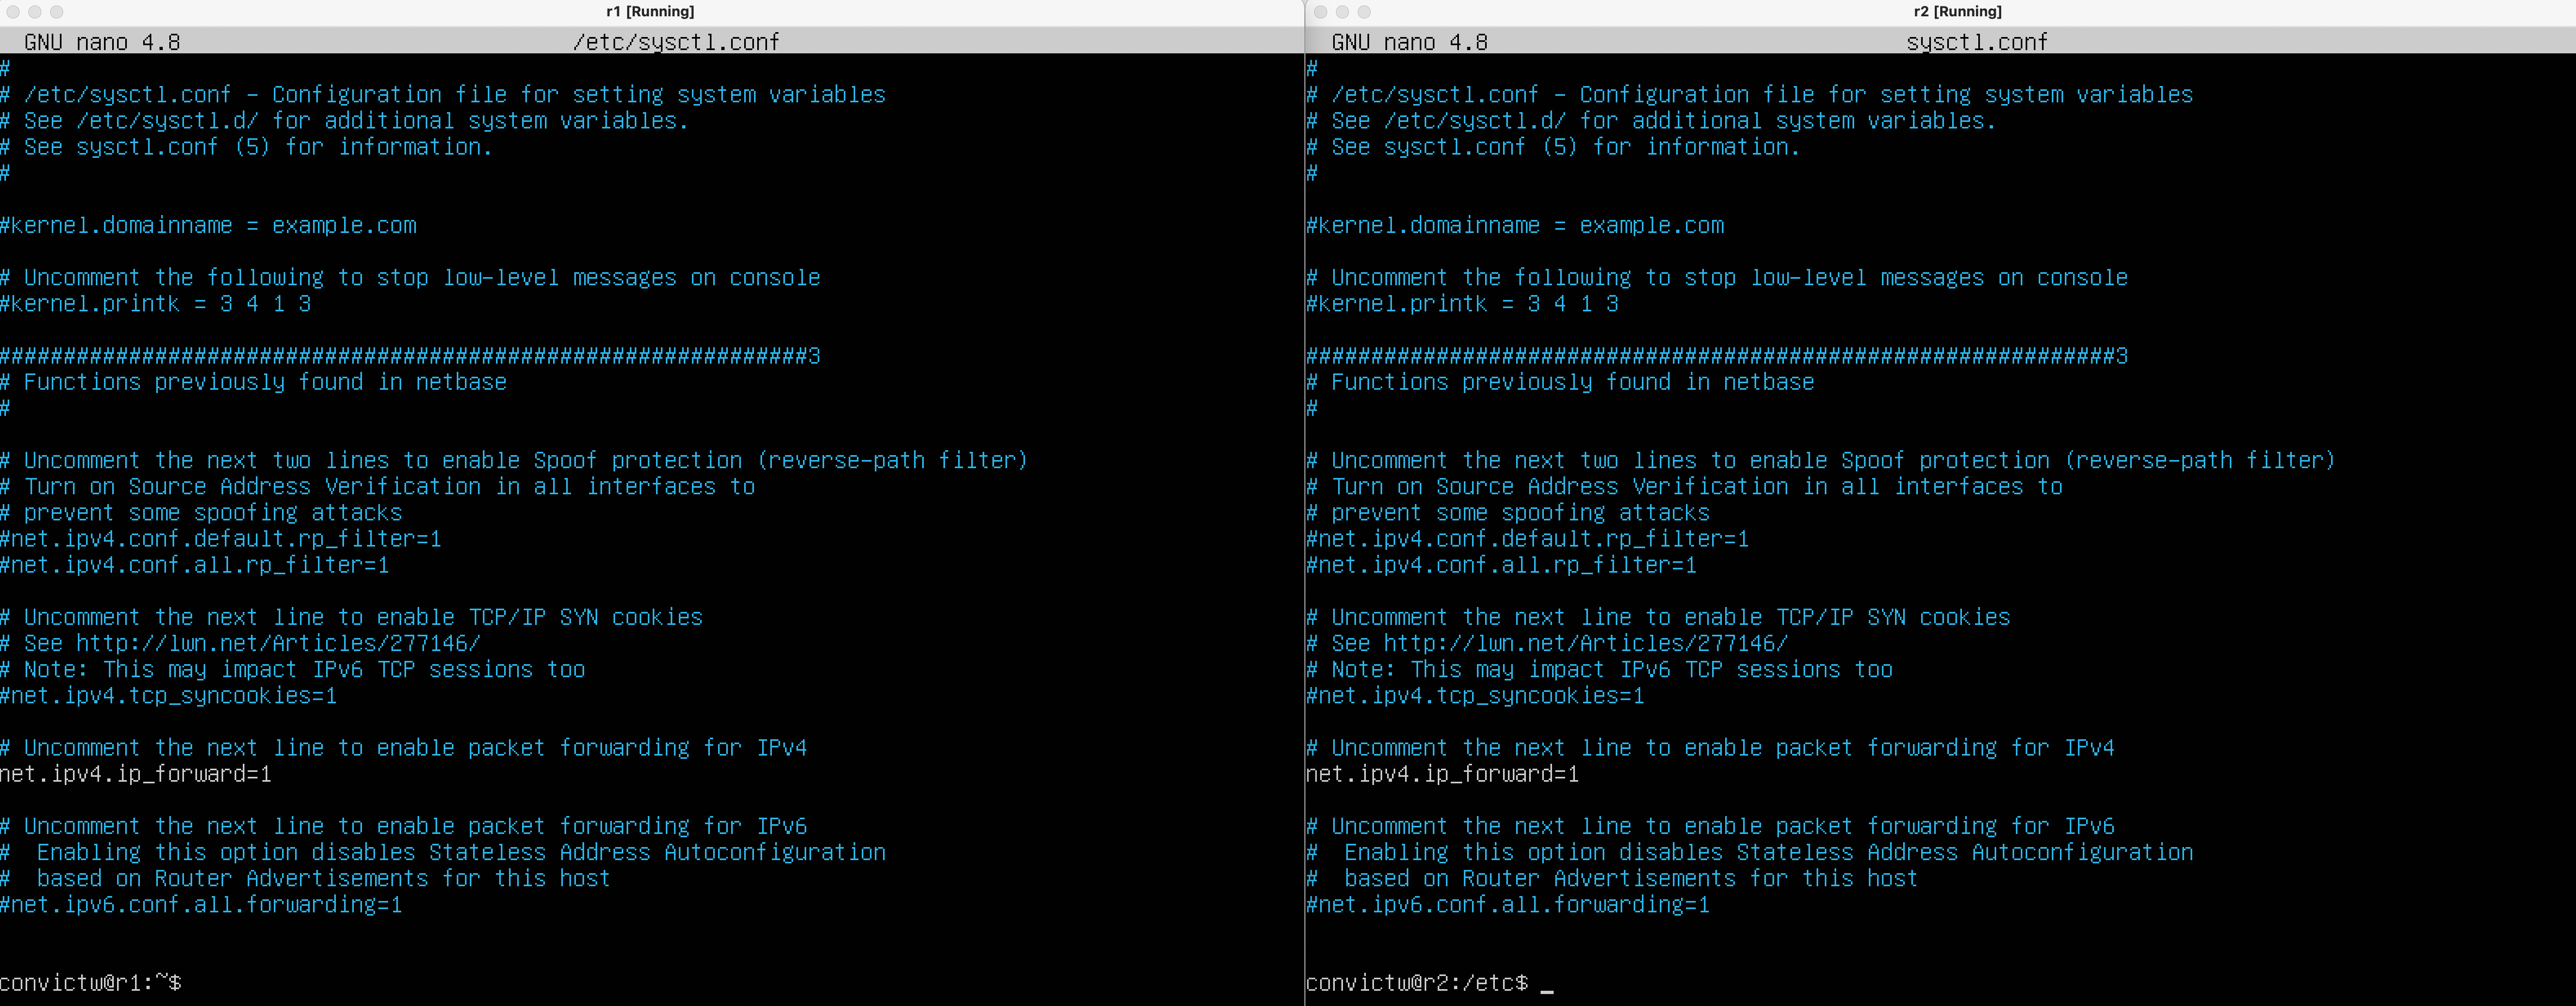 r1 [Running]
GNU nano 4.8 /etc/sysctl.conf
#
# /etc/sysctl.conf - Configuration file for setting system variables
# See /etc/sysctl.d/ for additional system variables.
# See sysctl.conf (5) for information.
#
#kernel.domainname = example.com
# Uncomment the following to stop low-level messages on console
#kernel.printk = 3 4 1 3
##############################################################3
# Functions previously found in netbase
#
# Uncomment the next two lines to enable Spoof protection (reverse-path filter)
# Turn on Source Address Verification in all interfaces to
# prevent some spoofing attacks
#net.ipv4.conf.default.rp_filter=1
#net.ipv4.conf.all.rp_filter=1
# Uncomment the next line to enable TCP/IP SYN cookies
# See http://lwn.net/Articles/277146/
# Note: This may impact IPv6 TCP sessions too
#net.ipv4.tcp_syncookies=1
# Uncomment the next line to enable packet forwarding for IPv4
net.ipv4.ip_forward=1
# Uncomment the next line to enable packet forwarding for IPv6
#  Enabling this option disables Stateless Address Autoconfiguration
#  based on Router Advertisements for this host
#net.ipv6.conf.all.forwarding=1
convictw@r1:~$
r2 [Running]
GNU nano 4.8 sysctl.conf
#
# /etc/sysctl.conf - Configuration file for setting system variables
# See /etc/sysctl.d/ for additional system variables.
# See sysctl.conf (5) for information.
#
#kernel.domainname = example.com
# Uncomment the following to stop low-level messages on console
#kernel.printk = 3 4 1 3
##############################################################3
# Functions previously found in netbase
#
# Uncomment the next two lines to enable Spoof protection (reverse-path filter)
# Turn on Source Address Verification in all interfaces to
# prevent some spoofing attacks
#net.ipv4.conf.default.rp_filter=1
#net.ipv4.conf.all.rp_filter=1
# Uncomment the next line to enable TCP/IP SYN cookies
# See http://lwn.net/Articles/277146/
# Note: This may impact IPv6 TCP sessions too
#net.ipv4.tcp_syncookies=1
# Uncomment the next line to enable packet forwarding for IPv4
net.ipv4.ip_forward=1
# Uncomment the next line to enable packet forwarding for IPv6
#  Enabling this option disables Stateless Address Autoconfiguration
#  based on Router Advertisements for this host
#net.ipv6.conf.all.forwarding=1
convictw@r2:/etc$ _